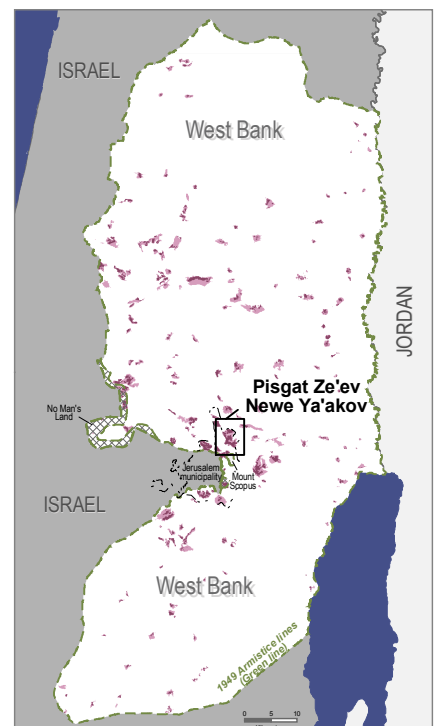 ISRAEL
West Bank
JORDAN
Pisgat Ze'ev
Newe Ya'akov
No Man's
Land
Jerusalem
municipality
Mount
Scopus
ISRAEL
West Bank
1949 Armistice lines
(Green line)
0 5 10